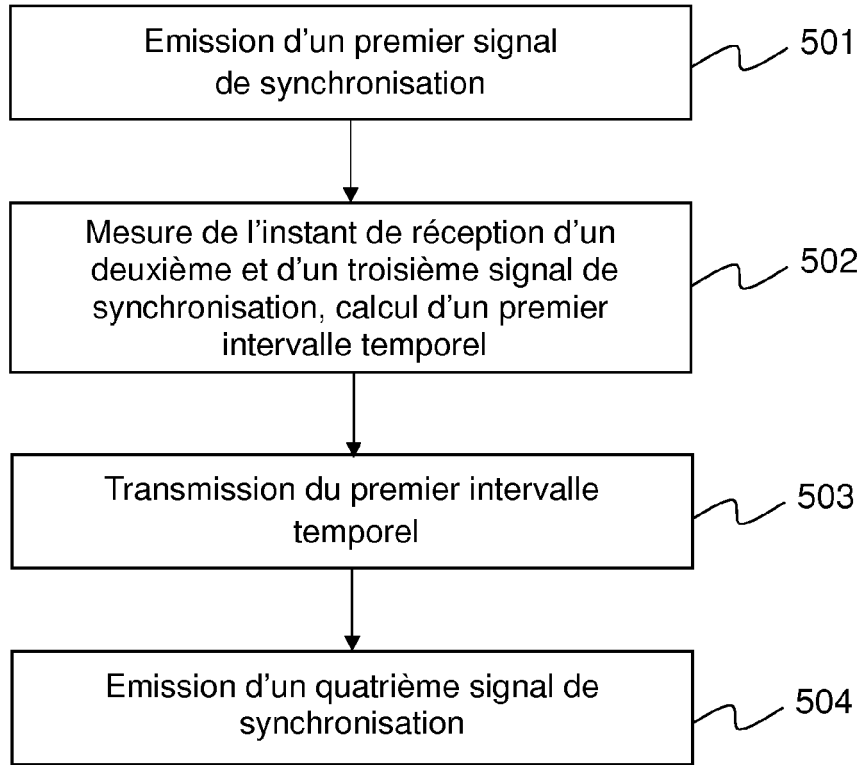 Emission d'un premier signal
de synchronisation
501
Mesure de l'instant de réception d'un
deuxième et d'un troisième signal de
synchronisation, calcul d'un premier
intervalle temporel
502
Transmission du premier intervalle
temporel
503
Emission d'un quatrième signal de
synchronisation
504